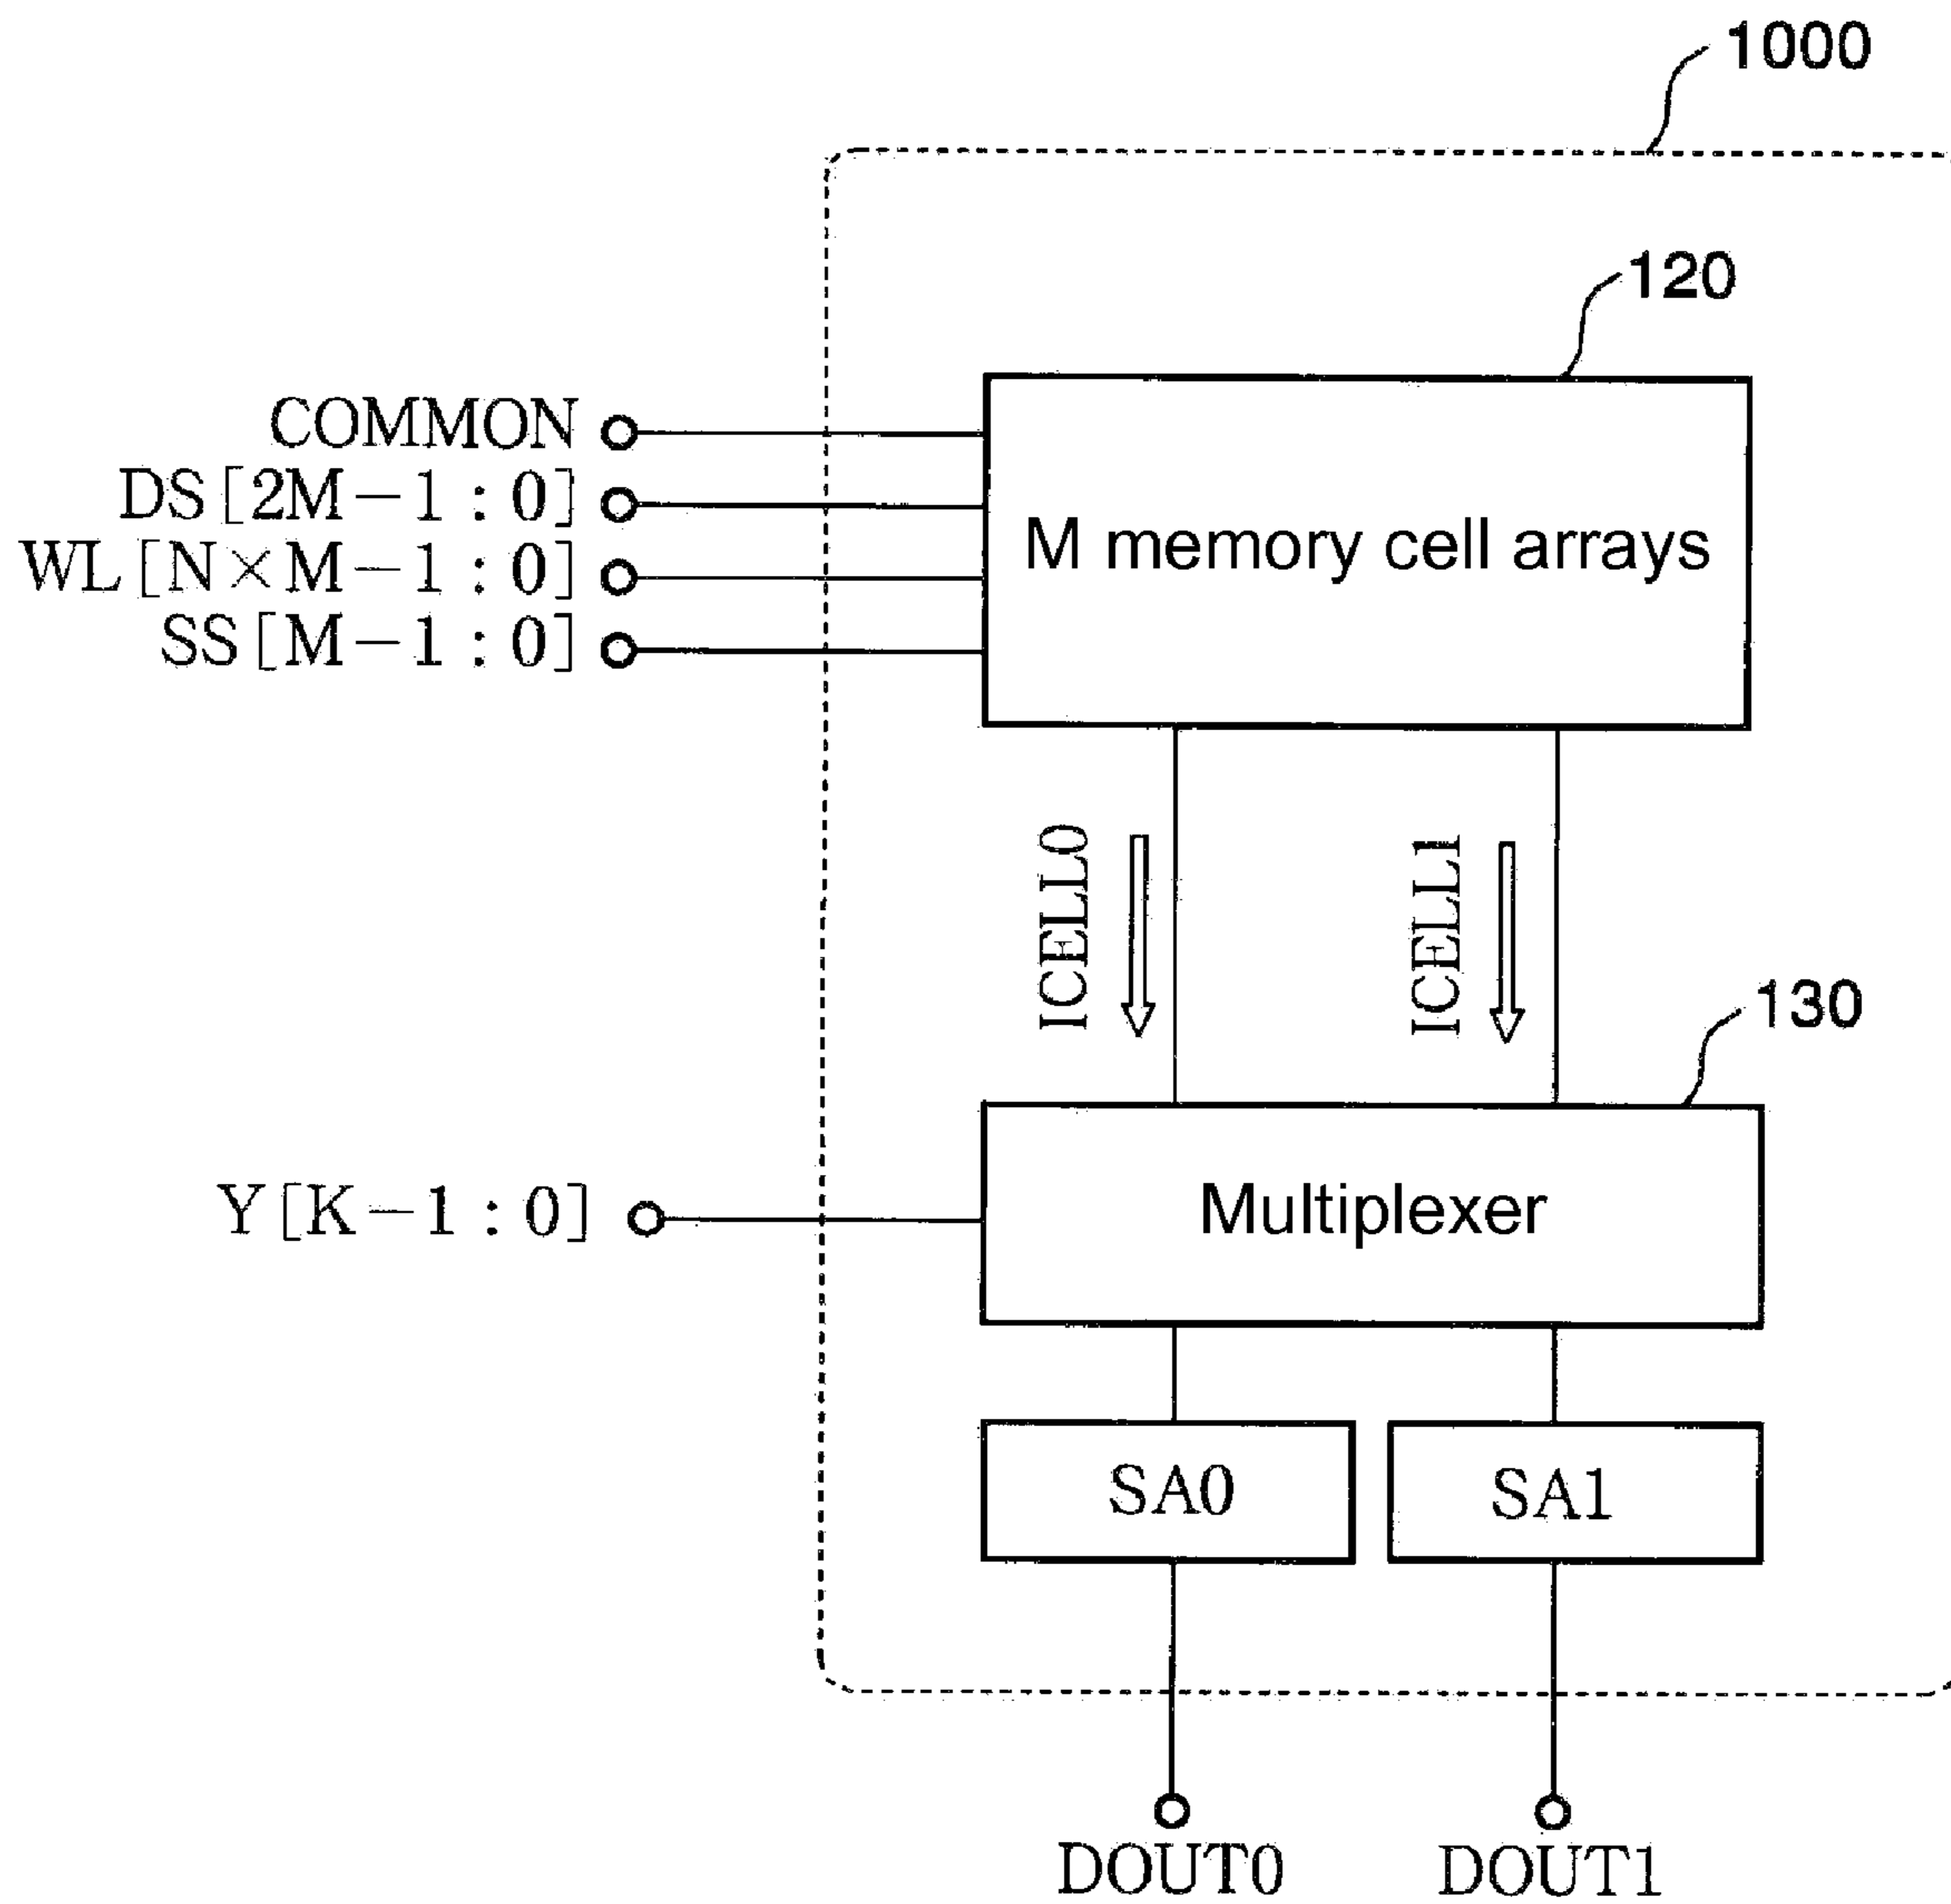 1000
120
COMMON
DS[2M-1:0]
WL[N×M-1:0]
SS[M-1:0]
M memory cell arrays
ICELL0
ICELL1
130
Y[K-1:0]
Multiplexer
SA0
SA1
DOUT0
DOUT1